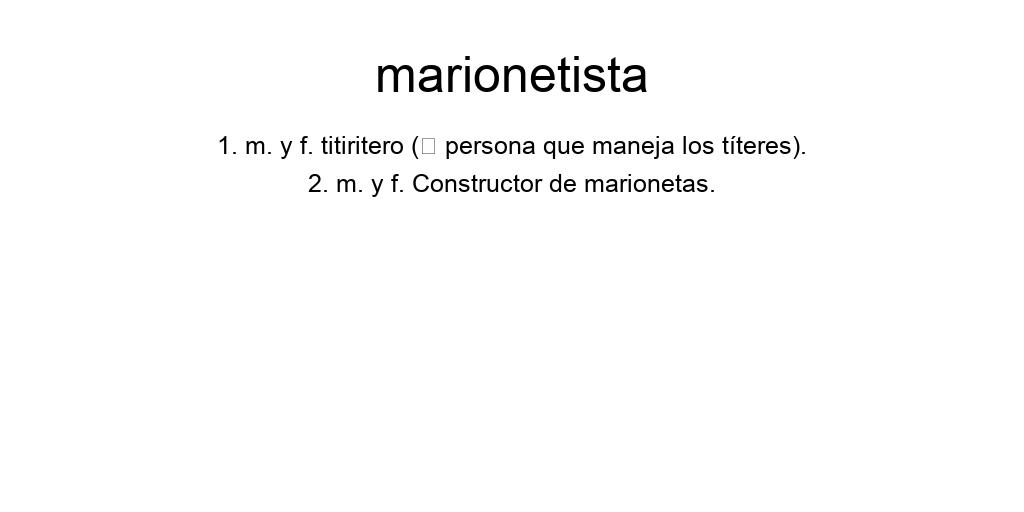 marionetista
1. m. y f. titiritero (▯ persona que maneja los títeres).
2. m. y f. Constructor de marionetas.